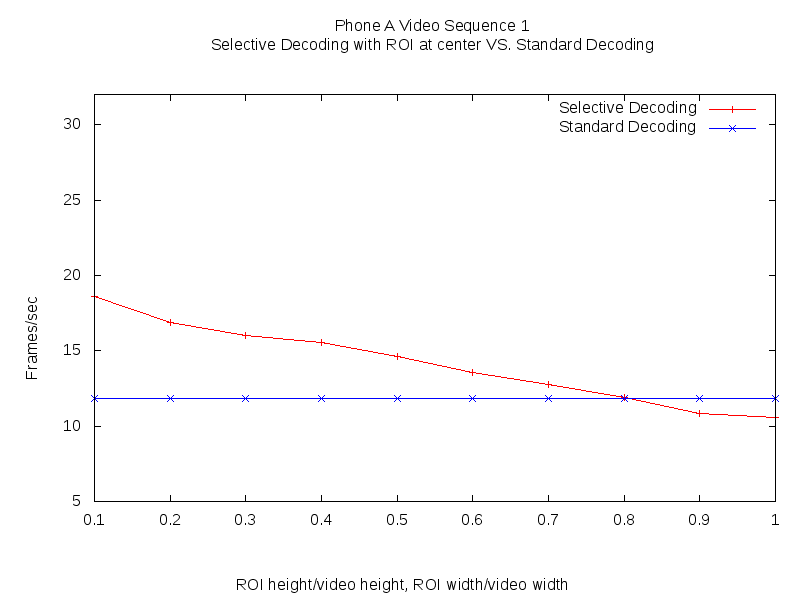 Phone A Video Sequence 1
Selective Decoding with ROI at center VS. Standard Decoding
Selective Decoding
Standard Decoding
30
25
20
15
10
5
Frames/sec
0.1 0.2 0.3 0.4 0.5 0.6 0.7 0.8 0.9 1
ROI height/video height, ROI width/video width